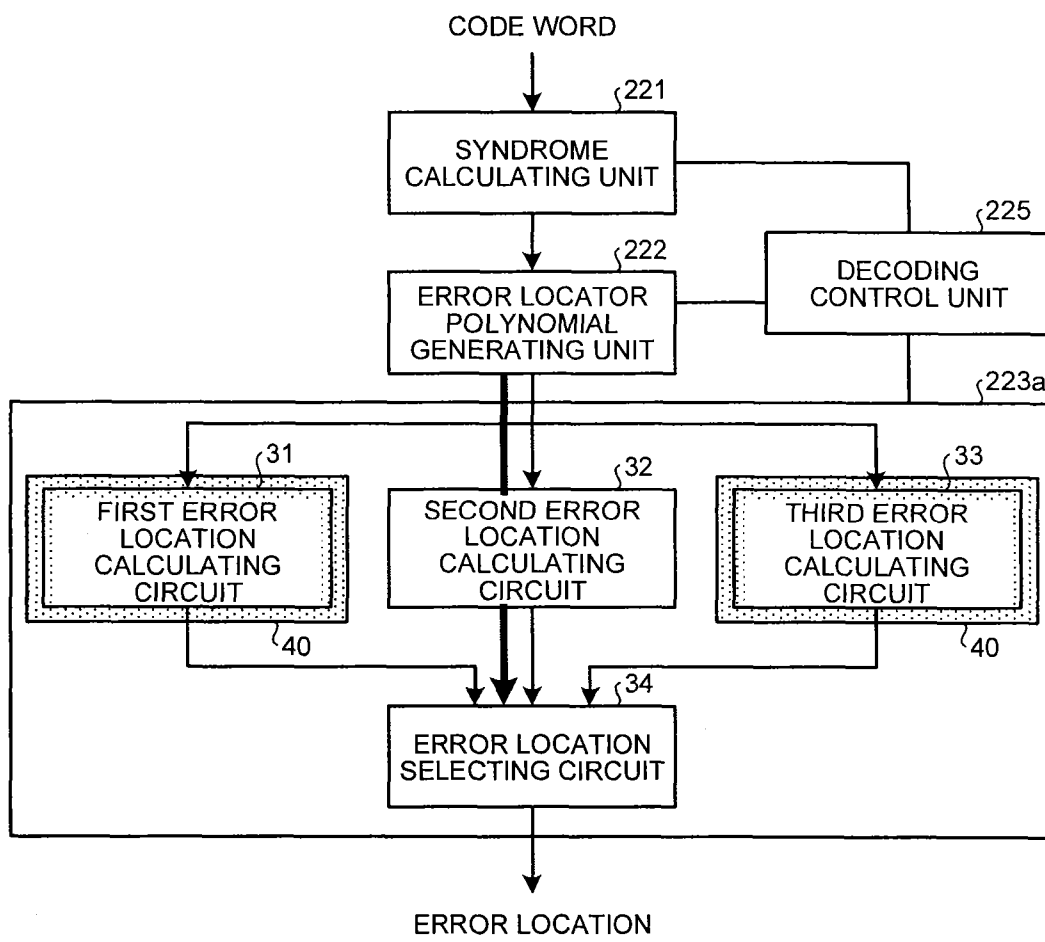 CODE WORD
221
SYNDROME
CALCULATING UNIT
225
DECODING
CONTROL UNIT
222
ERROR LOCATOR
POLYNOMIAL
GENERATING UNIT
223a
31
FIRST ERROR
LOCATION
CALCULATING
CIRCUIT
40
32
SECOND ERROR
LOCATION
CALCULATING
CIRCUIT
33
THIRD ERROR
LOCATION
CALCULATING
CIRCUIT
40
34
ERROR LOCATION
SELECTING CIRCUIT
ERROR LOCATION